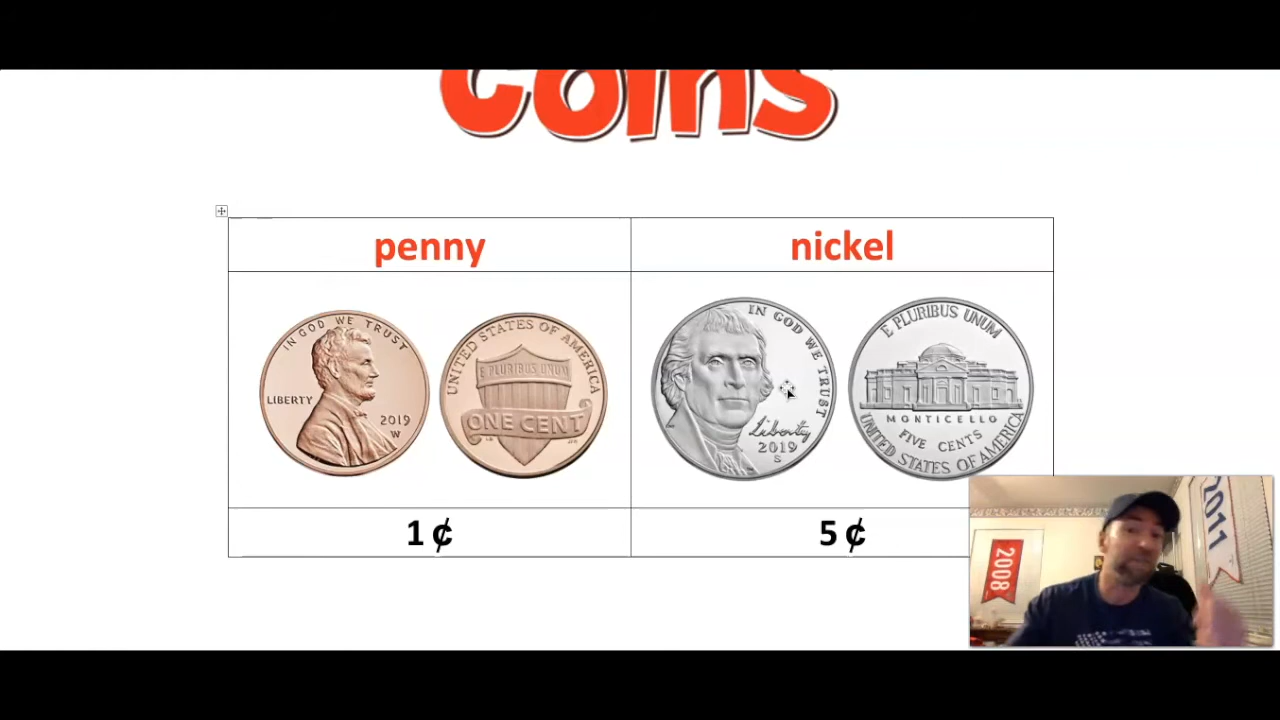 Coins
penny
nickel
IN GOD WE TRUST
LIBERTY
2019
W
UNITED STATES OF AMERICA
E PLURIBUS UNUM
ONE CENT
IN GOD WE TRUST
Liberty
2019
S
E PLURIBUS UNUM
MONTICELLO
FIVE CENTS
UNITED STATES OF AMERICA
1¢
5¢
2008
2011